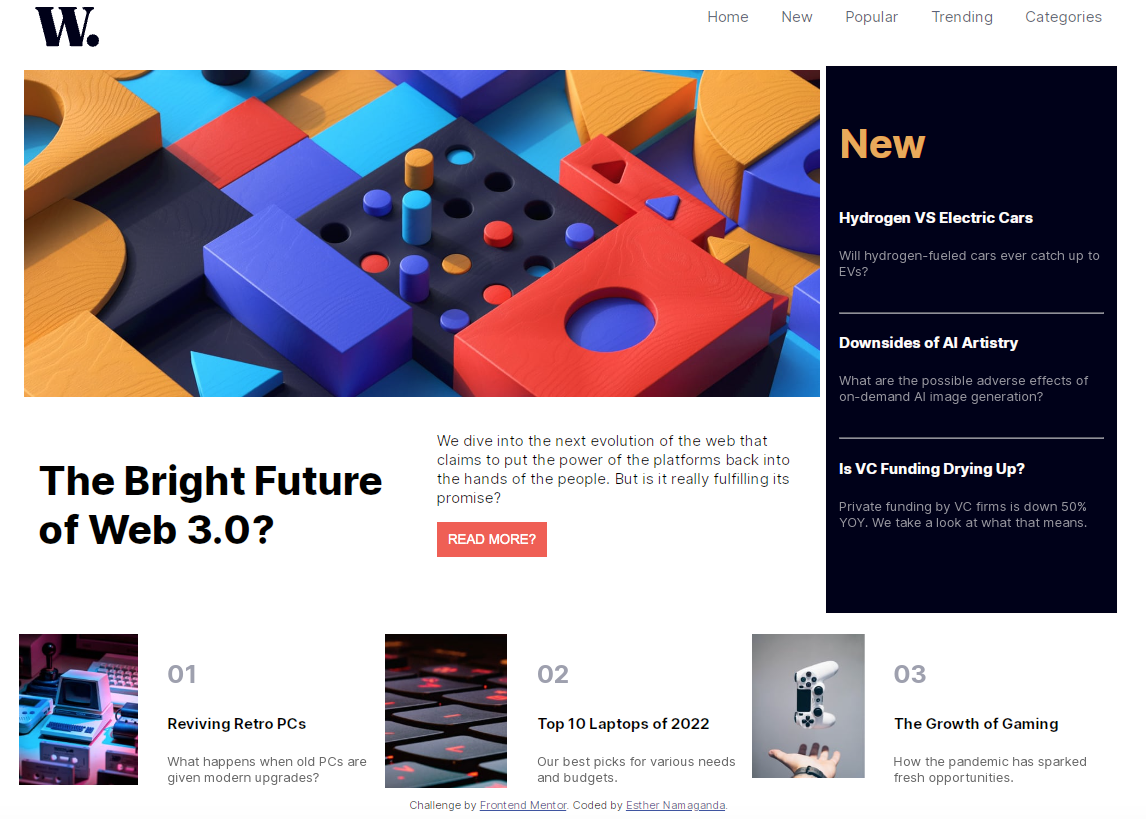 W.
Home New Popular Trending Categories
New
Hydrogen VS Electric Cars
Will hydrogen-fueled cars ever catch up to
EVs?
Downsides of AI Artistry
What are the possible adverse effects of
on-demand AI image generation?
Is VC Funding Drying Up?
Private funding by VC firms is down 50%
YOY. We take a look at what that means.
The Bright Future
of Web 3.0?
We dive into the next evolution of the web that
claims to put the power of the platforms back into
the hands of the people. But is it really fulfilling its
promise?
READ MORE?
01
Reviving Retro PCs
What happens when old PCs are
given modern upgrades?
02
Top 10 Laptops of 2022
Our best picks for various needs
and budgets.
03
The Growth of Gaming
How the pandemic has sparked
fresh opportunities.
Challenge by Frontend Mentor. Coded by Esther Namaganda.